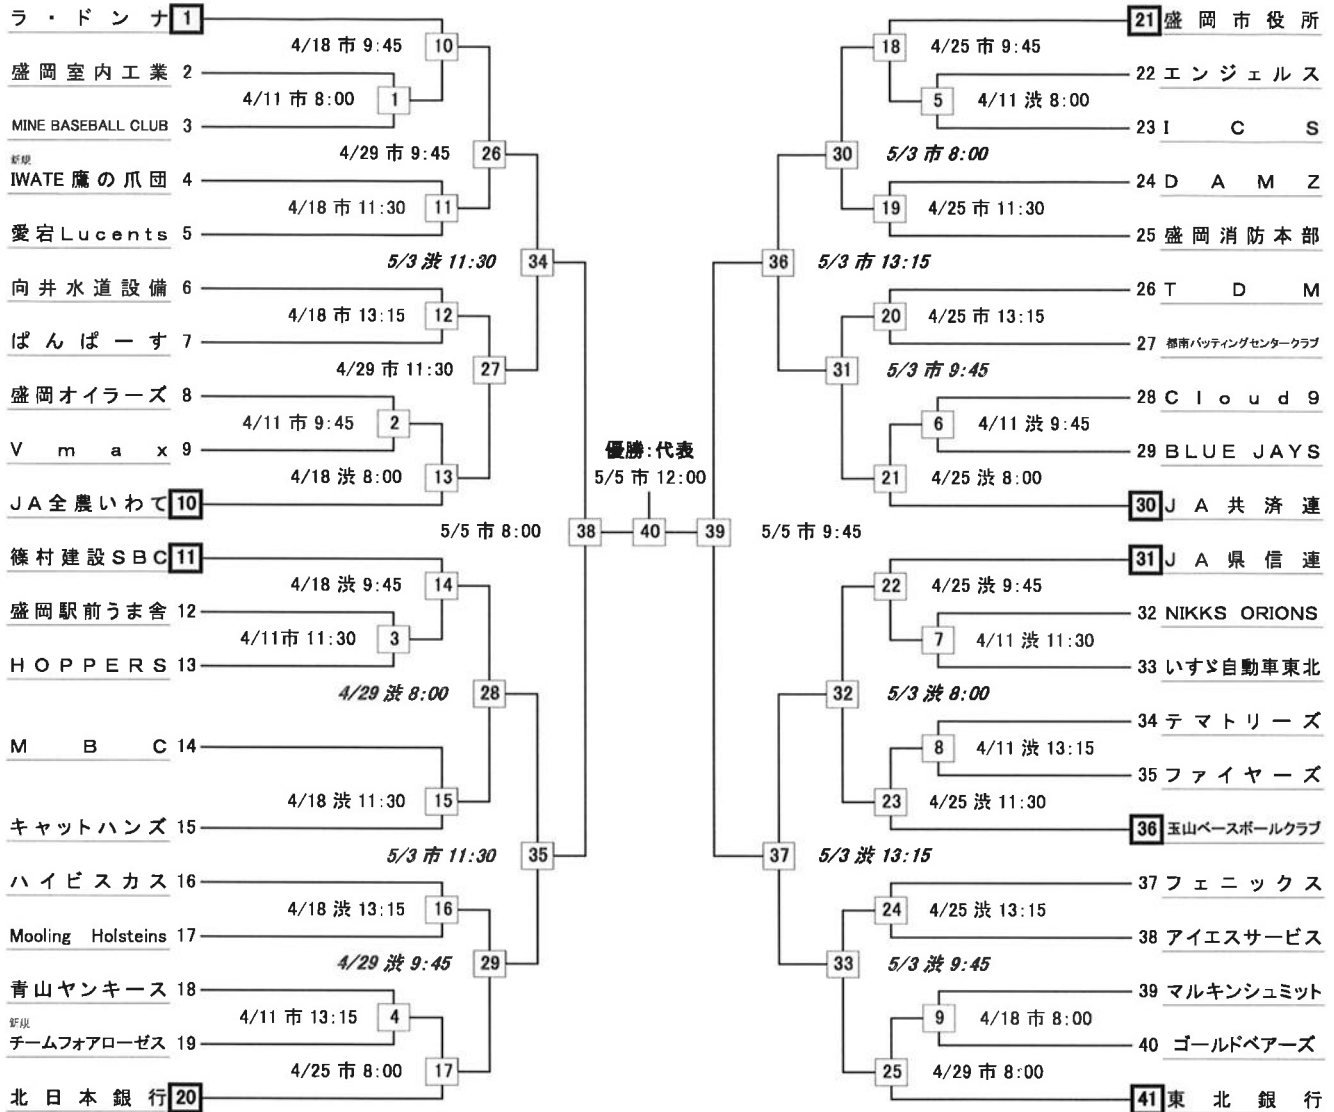 ラ・ドンナ 1
4/18 市 9:45 10
盛岡室内工業 2
4/11 市 8:00 1
MINE BASEBALL CLUB 3
4/29 市 9:45 26
新規
IWATE 鷹の爪団 4
4/18 市 11:30 11
愛宕Lucents 5
5/3 渋 11:30 34
向井水道設備 6
4/18 市 13:15 12
ぱんぱーす 7
4/29 市 11:30 27
盛岡オイラーズ 8
4/11 市 9:45 2
Vmax 9
4/18 渋 8:00 13
JA全農いわて 10
優勝:代表
5/5 市 12:00
5/5 市 8:00 38 40 39 5/5 市 9:45
篠村建設SBC 11
4/18 渋 9:45 14
盛岡駅前うま舎 12
4/11市 11:30 3
HOPPERS 13
4/29 渋 8:00 28
MBC 14
4/18 渋 11:30 15
キャットハンズ 15
5/3 市 11:30 35
ハイビスカス 16
4/18 渋 13:15 16
Mooling Holsteins 17
4/29 渋 9:45 29
青山ヤンキース 18
4/11 市 13:15 4
新規
チームフォアローゼス 19
4/25 市 8:00 17
北日本銀行 20
21 盛岡市役所
18 4/25 市 9:45
22 エンジェルス
5 4/11 渋 8:00
23 ICS
30 5/3 市 8:00
24 DAMZ
19 4/25 市 11:30
25 盛岡消防本部
36 5/3 市 13:15
26 TDM
20 4/25 市 13:15
27 都南バッティングセンタークラブ
31 5/3 市 9:45
28 Cloud9
6 4/11 渋 9:45
29 BLUE JAYS
21 4/25 渋 8:00
30 JA共済連
31 JA県信連
22 4/25 渋 9:45
32 NIKKS ORIONS
7 4/11 渋 11:30
33 いすゞ自動車東北
32 5/3 渋 8:00
34 テマトリーズ
8 4/11 渋 13:15
35 ファイヤーズ
23 4/25 渋 11:30
36 玉山ベースボールクラブ
37 5/3 渋 13:15
37 フェニックス
24 4/25 渋 13:15
38 アイエスサービス
33 5/3 渋 9:45
39 マルキンシュミット
9 4/18 市 8:00
40 ゴールドベアーズ
25 4/29 市 8:00
41 東北銀行